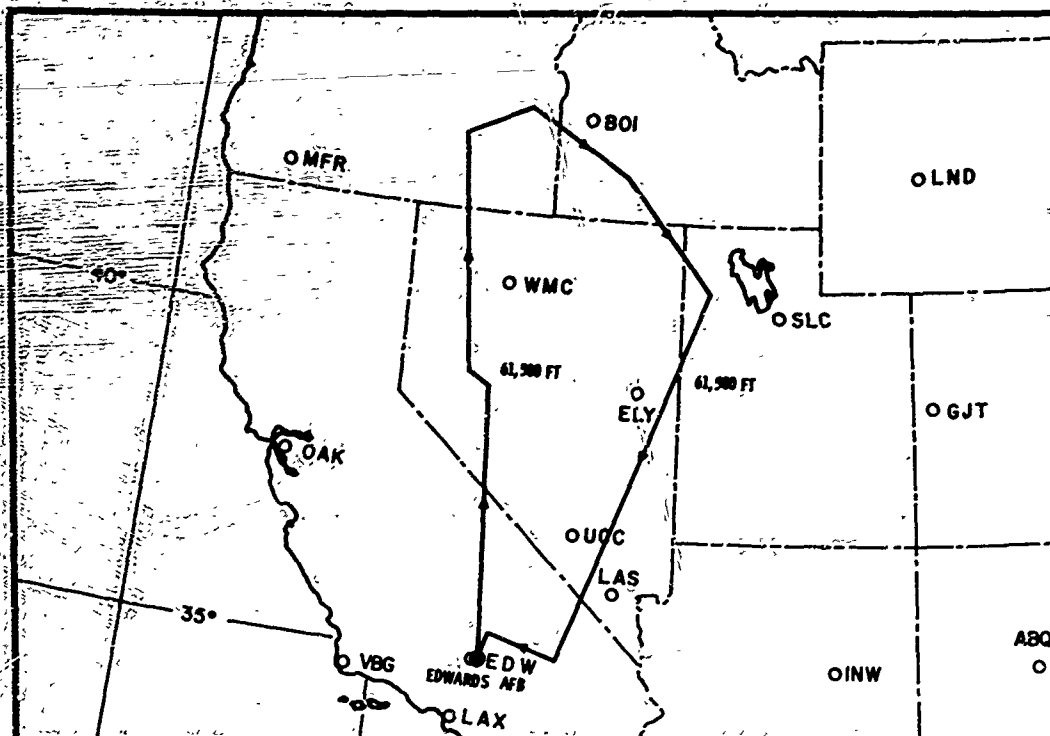 BOI
MFR
LND
40°
WMC
SLC
61,500 FT
61,500 FT
ELY
GJT
OAK
UCC
LAS
35°
VBG
EDW
EDWARDS AFB
INW
ABQ
LAX